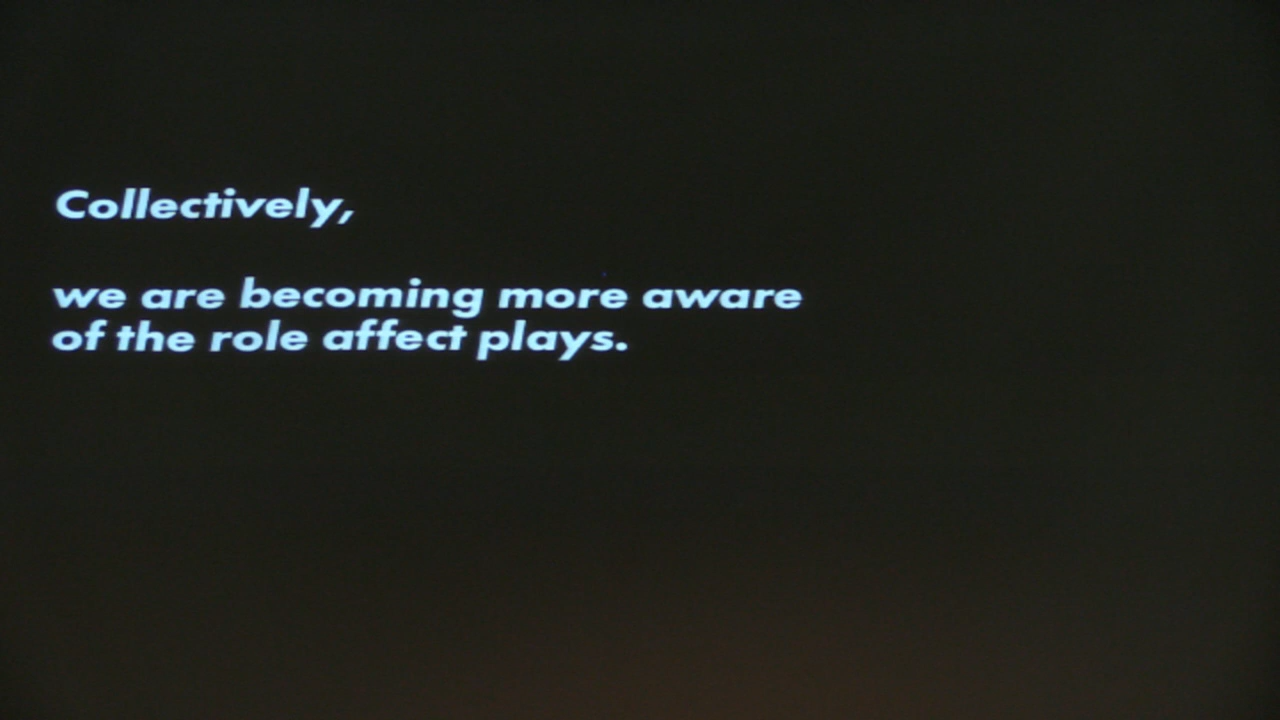 Collectively,
we are becoming more aware
of the role affect plays.